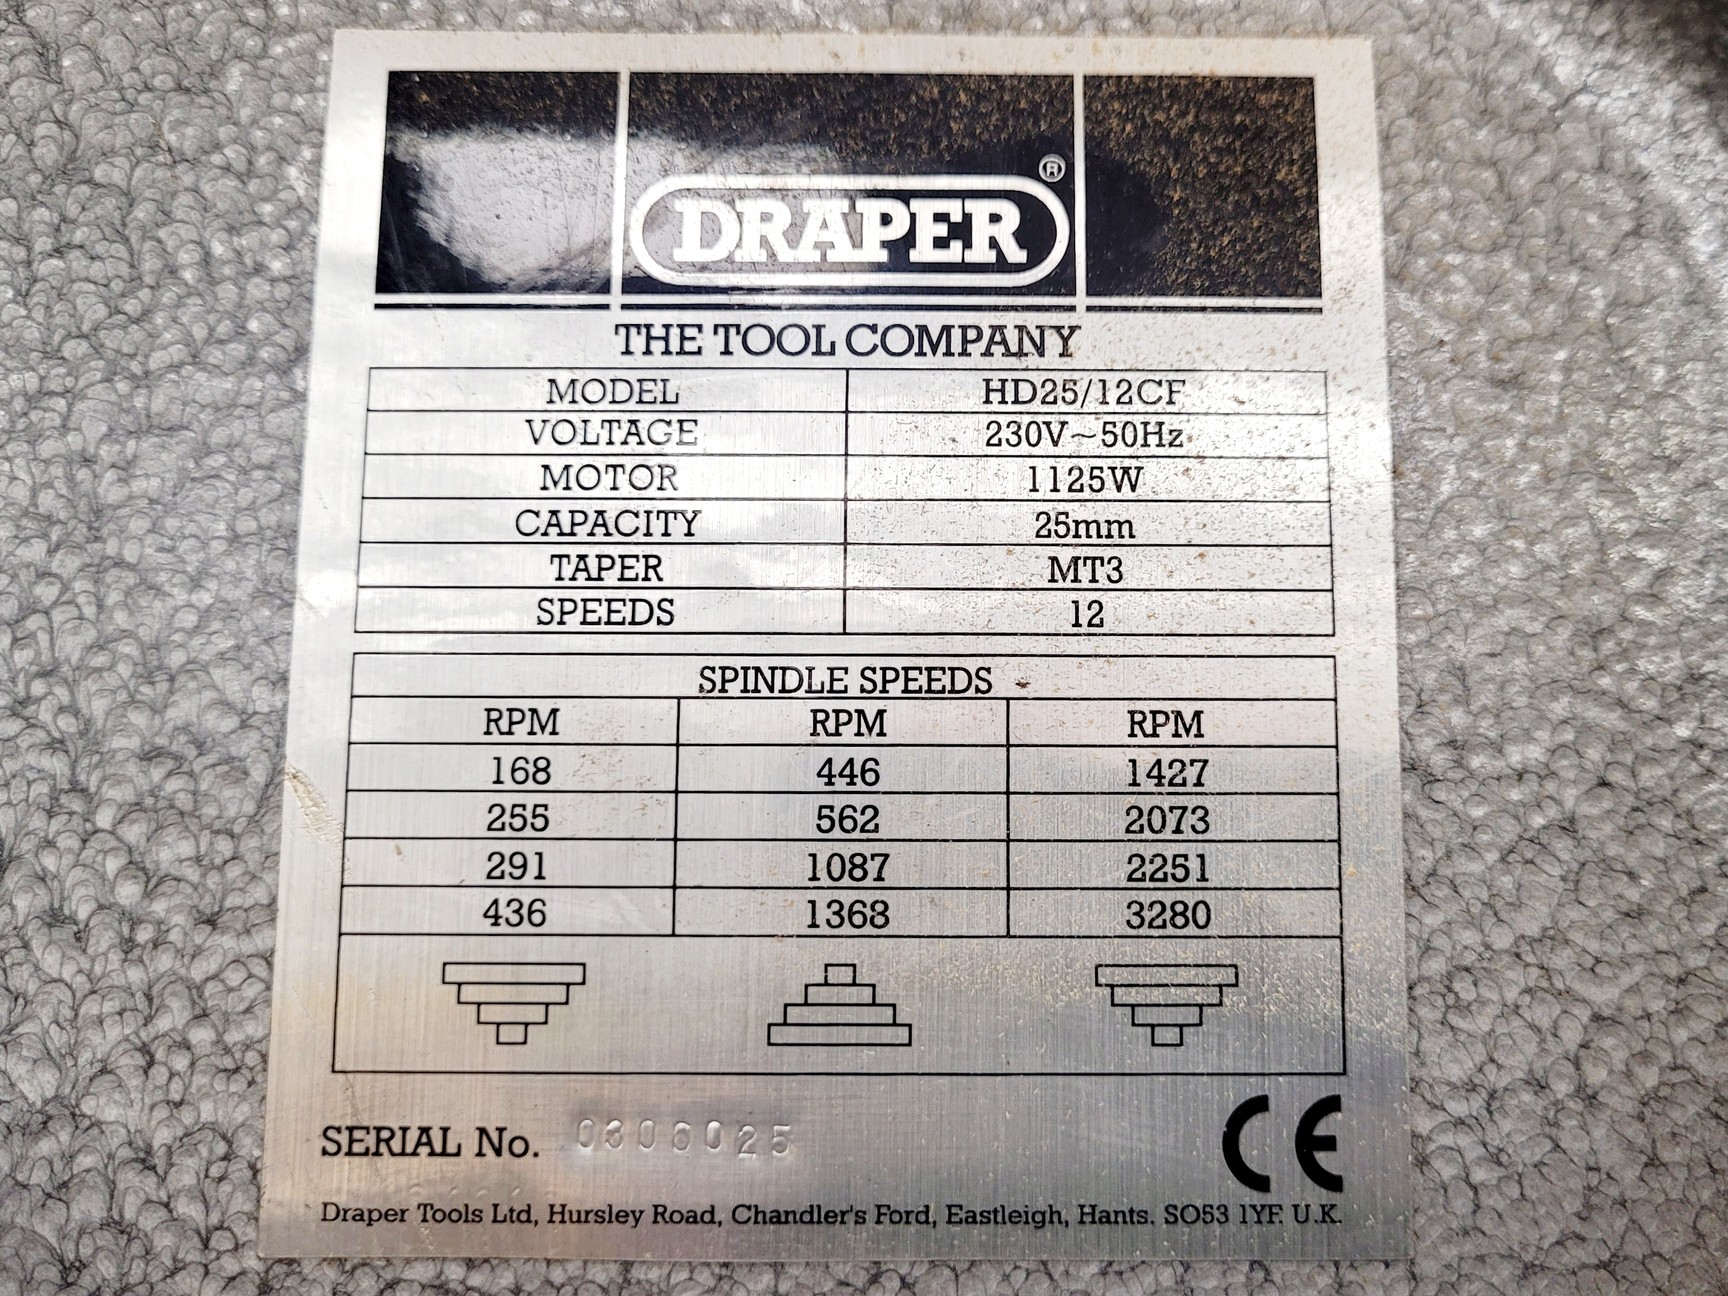 DRAPER ®
THE TOOL COMPANY
MODEL HD25/12CF
VOLTAGE 230V~50Hz
MOTOR 1125W
CAPACITY 25mm
TAPER MT3
SPEEDS 12
SPINDLE SPEEDS
RPM RPM RPM
168 446 1427
255 562 2073
291 1087 2251
436 1368 3280
SERIAL No. 0306025
CE
Draper Tools Ltd, Hursley Road, Chandler's Ford, Eastleigh, Hants. SO53 1YF. U.K.